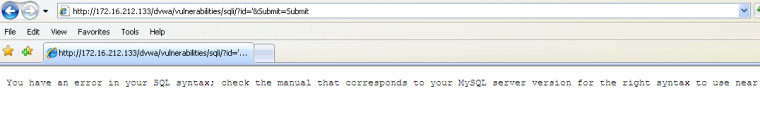 http://172.16.212.133/dvwa/vulnerabilities/sqli/?id='&Submit=Submit
File Edit View Favorites Tools Help
http://172.16.212.133/dvwa/vulnerabilities/sqli/?id='...
You have an error in your SQL syntax; check the manual that corresponds to your MySQL server version for the right syntax to use near